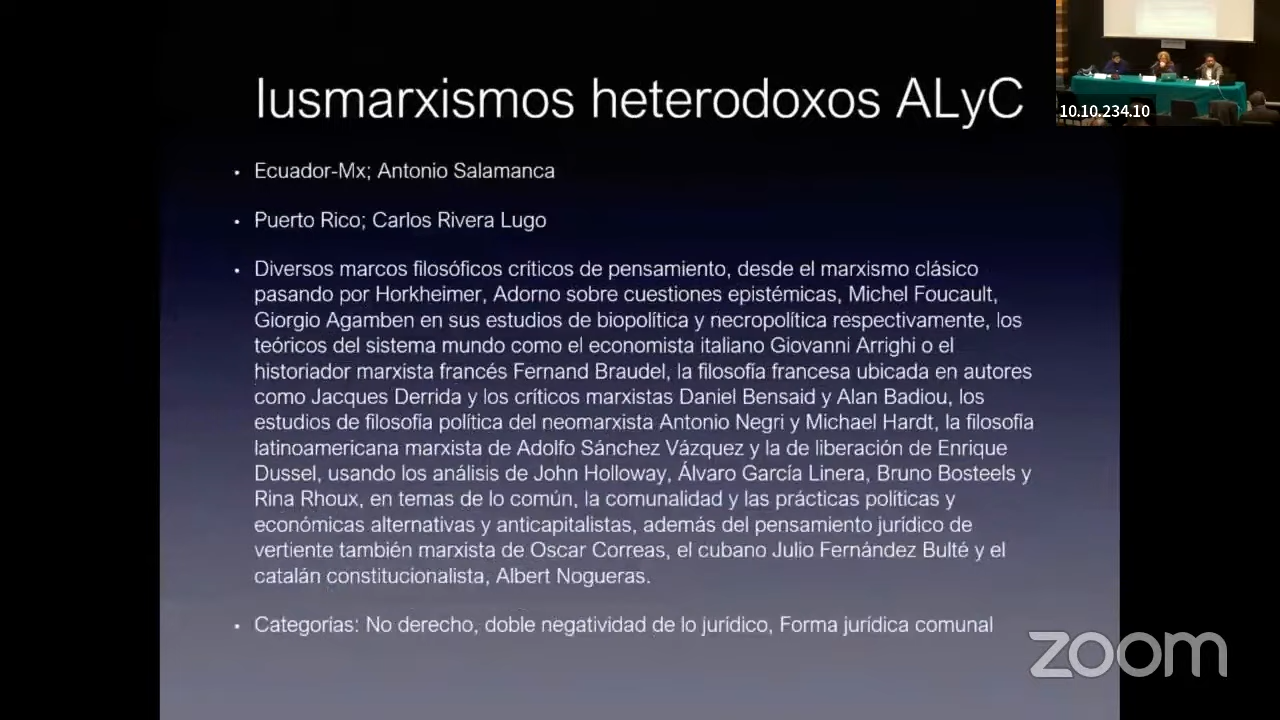 Iusmarxismos heterodoxos ALyC
10.10.234.10
• Ecuador-Mx; Antonio Salamanca
• Puerto Rico; Carlos Rivera Lugo
• Diversos marcos filosóficos críticos de pensamiento, desde el marxismo clásico
pasando por Horkheimer, Adorno sobre cuestiones epistémicas, Michel Foucault,
Giorgio Agamben en sus estudios de biopolítica y necropolítica respectivamente, los
teóricos del sistema mundo como el economista italiano Giovanni Arrighi o el
historiador marxista francés Fernand Braudel, la filosofía francesa ubicada en autores
como Jacques Derrida y los críticos marxistas Daniel Bensaid y Alan Badiou, los
estudios de filosofía política del neomarxista Antonio Negri y Michael Hardt, la filosofía
latinoamericana marxista de Adolfo Sánchez Vázquez y la de liberación de Enrique
Dussel, usando los análisis de John Holloway, Álvaro García Linera, Bruno Bosteels y
Rina Rhoux, en temas de lo común, la comunalidad y las prácticas políticas y
económicas alternativas y anticapitalistas, además del pensamiento jurídico de
vertiente también marxista de Oscar Correas, el cubano Julio Fernández Bulté y el
catalán constitucionalista, Albert Nogueras.
• Categorías: No derecho, doble negatividad de lo jurídico, Forma jurídica comunal
zoom